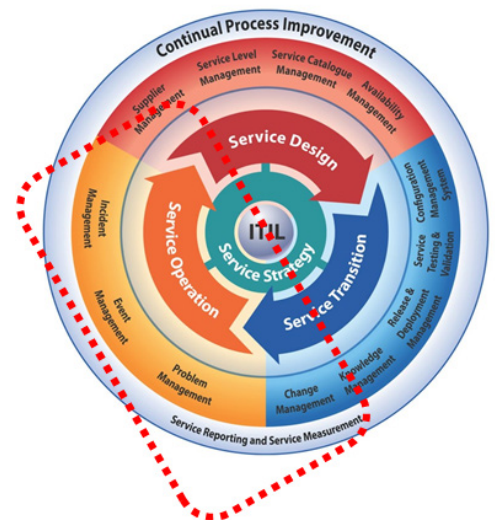 Continual Process Improvement
Supplier
Management
Service Level
Management
Service Catalogue
Management
Availability
Management
Configuration
Management
System
Service
Testing & Validation
Release &
Deployment
Management
Knowledge
Management
Change
Management
Problem
Management
Event
Management
Incident
Management
Service Design
Service Transition
Service Operation
Service Strategy
ITIL
Service Reporting and Service Measurement